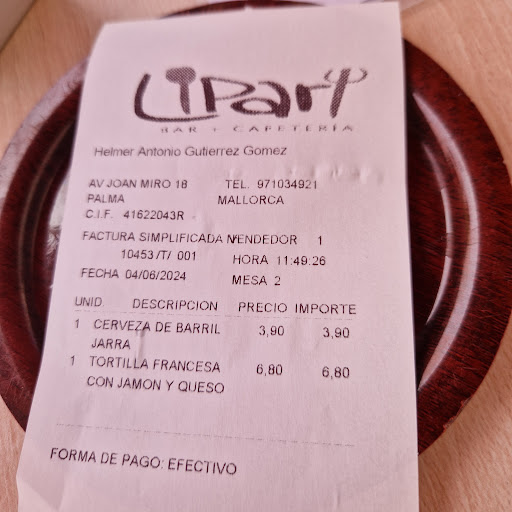 Lipary
BAR + CAFETERÍA
Helmer Antonio Gutierrez Gomez
AV JOAN MIRO 18 TEL. 971034921
PALMA MALLORCA
C.I.F. 41622043R
FACTURA SIMPLIFICADA Nº VENDEDOR 1
10453 /T/ 001 HORA 11:49:26
FECHA 04/06/2024 MESA 2
UNID DESCRIPCION PRECIO IMPORTE
1 CERVEZA DE BARRIL 3,90 3,90
JARRA
1 TORTILLA FRANCESA 6,80 6,80
CON JAMON Y QUESO
FORMA DE PAGO: EFECTIVO